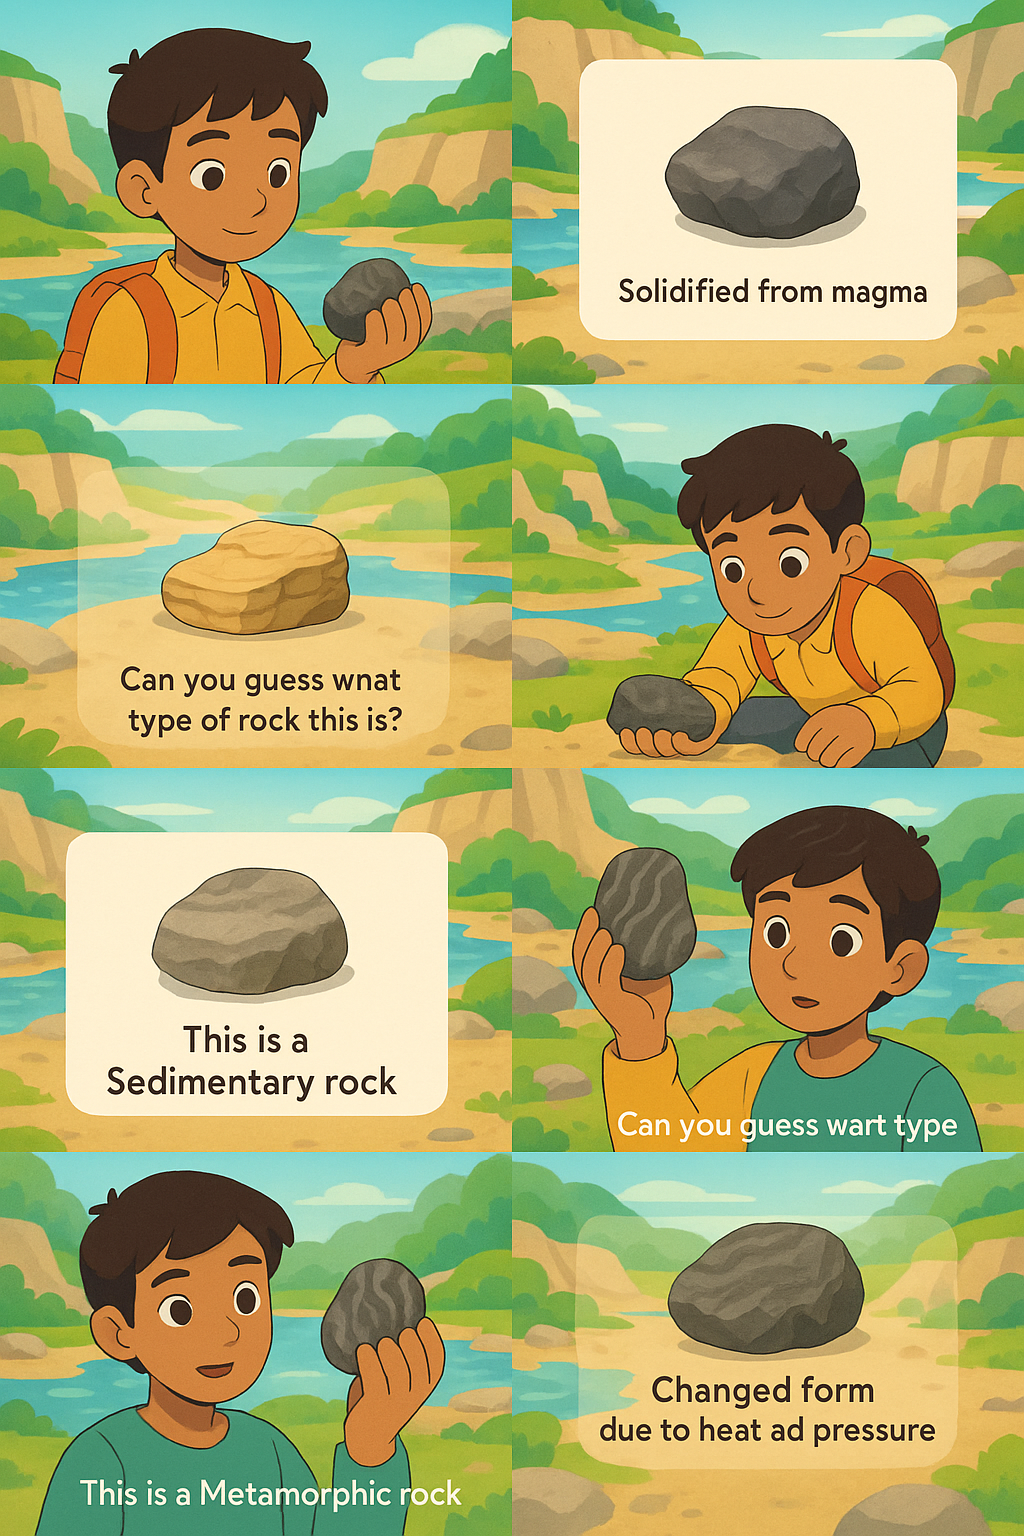 Solidified from magma
Can you guess wnat
type of rock this is?
This is a
Sedimentary rock
Can you guess wart type
This is a Metamorphic rock
Changed form
due to heat ad pressure